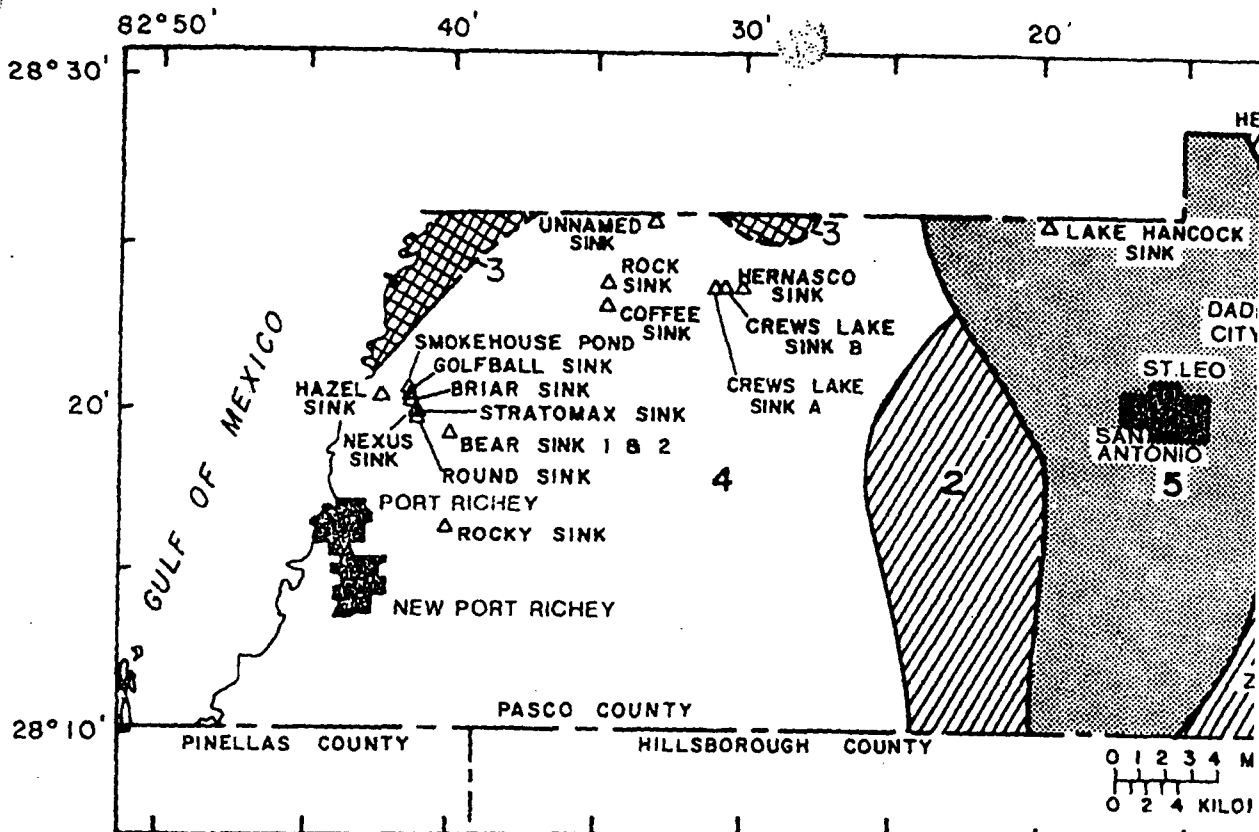 82°50' 40' 30' 20'
28°30'
HE
UNNAMED
SINK
3
LAKE HANCOCK
SINK
3
ROCK
SINK
HERNASCO
SINK
COFFEE
SINK
CREWS LAKE
SINK B
DAD
CITY
GULF OF MEXICO
SMOKEHOUSE POND
GOLFBALL SINK
HAZEL
SINK
BRIAR SINK
CREWS LAKE
SINK A
ST. LEO
20'
STRATOMAX SINK
NEXUS
SINK
BEAR SINK 1 & 2
SAN
ANTONIO
ROUND SINK
4
2
5
PORT RICHEY
ROCKY SINK
NEW PORT RICHEY
2
PASCO COUNTY
28°10'
PINELLAS COUNTY
HILLSBOROUGH COUNTY
0 1 2 3 4 M
0 2 4 KILO